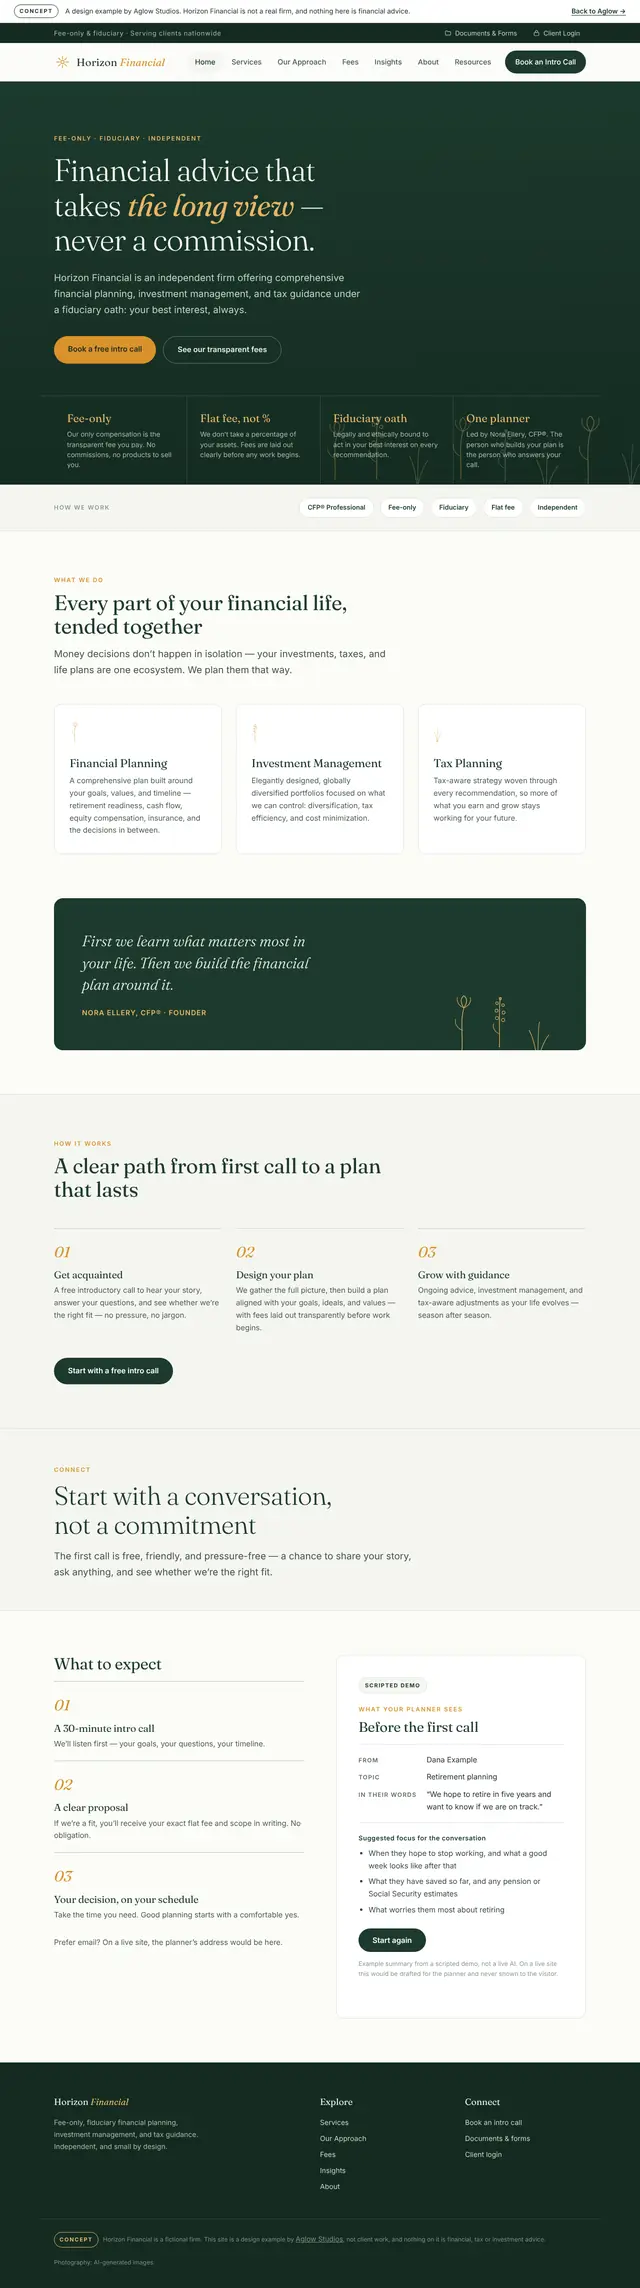 CONCEPT A design example by Aglow Studios. Horizon Financial is not a real firm, and nothing here is financial advice. Back to Aglow →
Fee-only & fiduciary · Serving clients nationwide Documents & Forms Client Login
Horizon Financial Home Services Our Approach Fees Insights About Resources Book an Intro Call
FEE-ONLY · FIDUCIARY · INDEPENDENT
Financial advice that
takes the long view —
never a commission.
Horizon Financial is an independent firm offering comprehensive
financial planning, investment management, and tax guidance under
a fiduciary oath: your best interest, always.
Book a free intro call See our transparent fees
Fee-only
Our only compensation is the
transparent fee you pay. No
commissions, no products to sell
you.
Flat fee, not %
We don't take a percentage of
your assets. Fees are laid out
clearly before any work begins.
Fiduciary oath
Legally and ethically bound to
act in your best interest on every
recommendation.
One planner
Led by Nora Ellery, CFP®. The
person who builds your plan is
the person who answers your
call.
HOW WE WORK CFP® Professional Fee-only Fiduciary Flat fee Independent
WHAT WE DO
Every part of your financial life,
tended together
Money decisions don't happen in isolation — your investments, taxes, and
life plans are one ecosystem. We plan them that way.
Financial Planning
A comprehensive plan built around
your goals, values, and timeline —
retirement readiness, cash flow,
equity compensation, insurance, and
the decisions in between.
Investment Management
Elegantly designed, globally
diversified portfolios focused on what
we can control: diversification, tax
efficiency, and cost minimization.
Tax Planning
Tax-aware strategy woven through
every recommendation, so more of
what you earn and grow stays
working for your future.
First we learn what matters most in
your life. Then we build the financial
plan around it.
NORA ELLERY, CFP® · FOUNDER
HOW IT WORKS
A clear path from first call to a plan
that lasts
01
Get acquainted
A free introductory call to hear your story,
answer your questions, and see whether we're
the right fit — no pressure, no jargon.
02
Design your plan
We gather the full picture, then build a plan
aligned with your goals, ideals, and values —
with fees laid out transparently before work
begins.
03
Grow with guidance
Ongoing advice, investment management, and
tax-aware adjustments as your life evolves —
season after season.
Start with a free intro call
CONNECT
Start with a conversation,
not a commitment
The first call is free, friendly, and pressure-free — a chance to share your story,
ask anything, and see whether we're the right fit.
What to expect
01
A 30-minute intro call
We'll listen first — your goals, your questions, your timeline.
02
A clear proposal
If we're a fit, you'll receive your exact flat fee and scope in writing. No
obligation.
03
Your decision, on your schedule
Take the time you need. Good planning starts with a comfortable yes.
Prefer email? On a live site, the planner's address would be here.
SCRIPTED DEMO
WHAT YOUR PLANNER SEES
Before the first call
FROM Dana Example
TOPIC Retirement planning
IN THEIR WORDS "We hope to retire in five years and
want to know if we are on track."
Suggested focus for the conversation
• When they hope to stop working, and what a good
week looks like after that
• What they have saved so far, and any pension or
Social Security estimates
• What worries them most about retiring
Start again
Example summary from a scripted demo, not a live AI. On a live site
this would be drafted for the planner and never shown to the visitor.
Horizon Financial
Fee-only, fiduciary financial planning,
investment management, and tax guidance.
Independent, and small by design.
Explore
Services
Our Approach
Fees
Insights
About
Connect
Book an intro call
Documents & forms
Client login
CONCEPT Horizon Financial is a fictional firm. This site is a design example by Aglow Studios, not client work, and nothing on it is financial, tax or investment advice.
Photography: AI-generated images